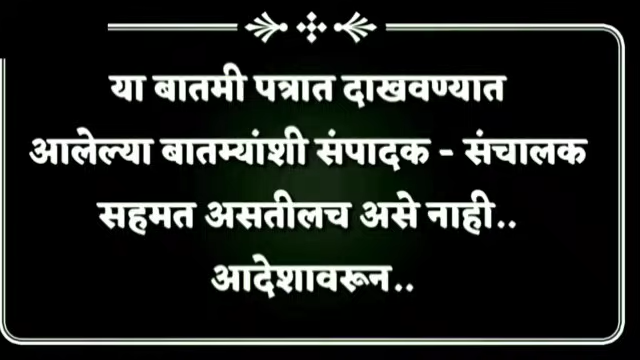 या बातमी पत्रात दाखवण्यात
आलेल्या बातम्यांशी संपादक - संचालक
सहमत असतीलच असे नाही..
आदेशावरून..